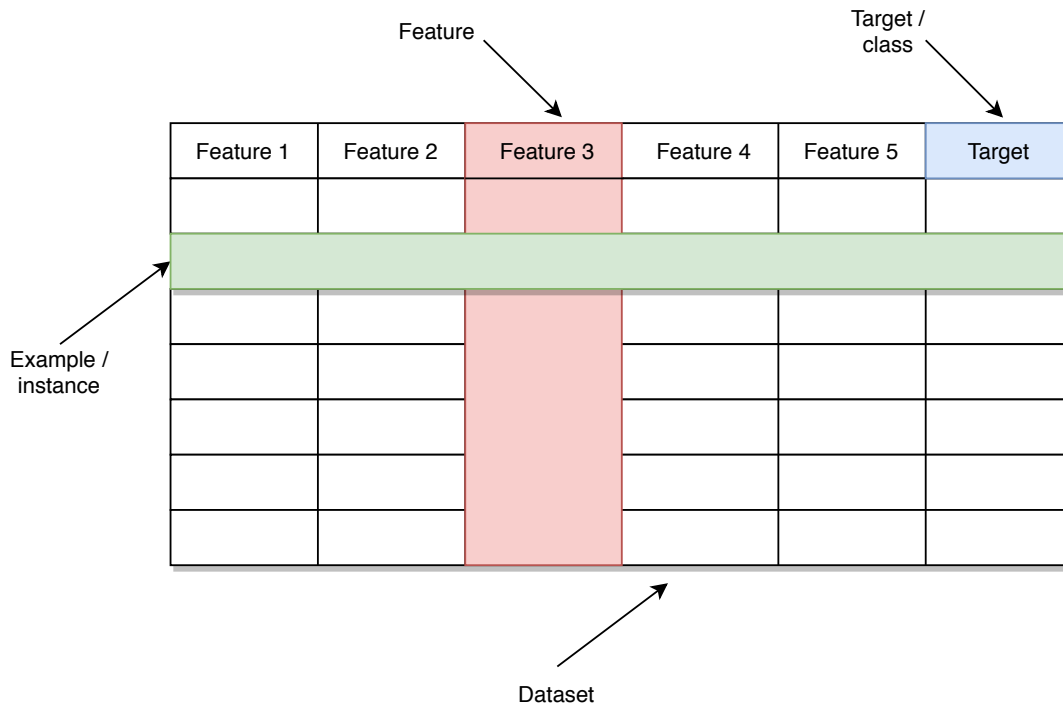 Feature
Target /
class
Feature 1
Feature 2
Feature 3
Feature 4
Feature 5
Target
Example /
instance
Dataset